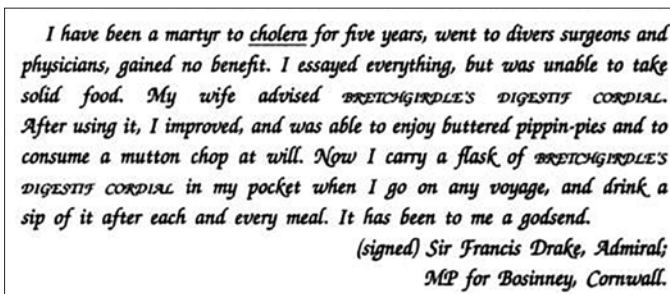 I have been a martyr to cholera for five years, went to divers surgeons and
physicians, gained no benefit. I essayed everything, but was unable to take
solid food. My wife advised BRETCHGIRDLE'S DIGESTIF CORDIAL.
After using it, I improved, and was able to enjoy buttered pippin-pies and to
consume a mutton chop at will. Now I carry a flask of BRETCHGIRDLE'S
DIGESTIF CORDIAL in my pocket when I go on any voyage, and drink a
sip of it after each and every meal. It has been to me a godsend.
(signed) Sir Francis Drake, Admiral;
MP for Bosinney, Cornwall.